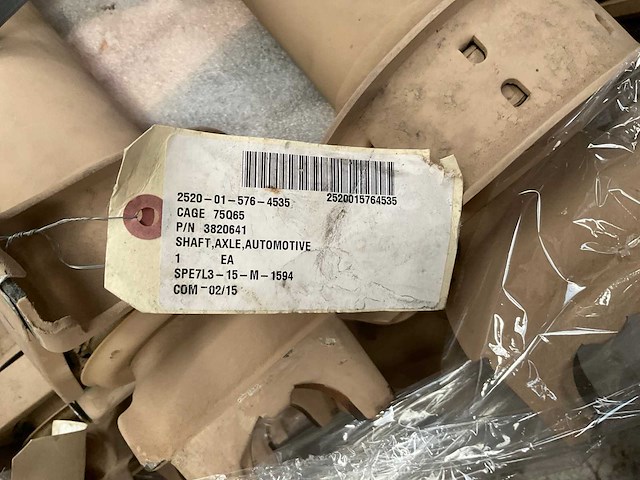 2520-01-576-4535 2520015764535
CAGE 75Q65
P/N 3820641
SHAFT,AXLE,AUTOMOTIVE
1 EA
SPE7L3-15-M-1594
COM-02/15